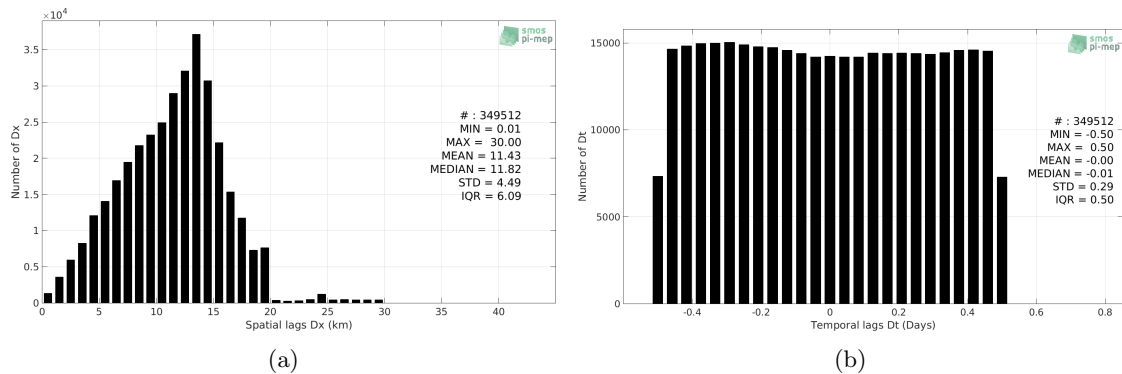 ×10⁴
3.5
3
2.5
2
1.5
1
0.5
0
Number of Dx
0 5 10 15 20 25 30 35 40
Spatial lags Dx (km)
smos
pi-mep
# : 349512
MIN = 0.01
MAX = 30.00
MEAN = 11.43
MEDIAN = 11.82
STD = 4.49
IQR = 6.09
(a)
15000
10000
5000
0
Number of Dt
-0.4 -0.2 0 0.2 0.4 0.6 0.8
Temporal lags Dt (Days)
smos
pi-mep
# : 349512
MIN = -0.50
MAX = 0.50
MEAN = -0.00
MEDIAN = -0.01
STD = 0.29
IQR = 0.50
(b)